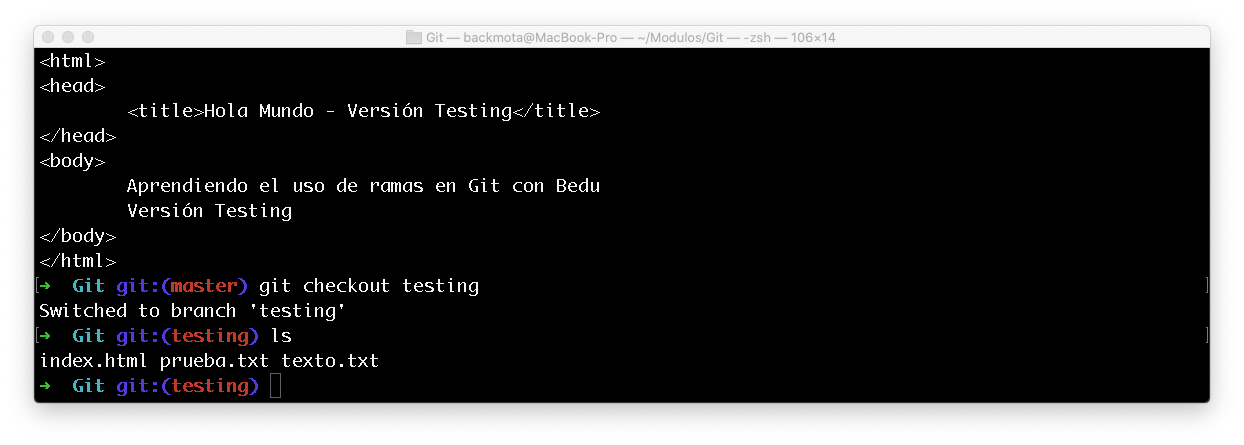 Git — backmota@MacBook-Pro — ~/Modulos/Git — -zsh — 106×14
<html>
<head>
        <title>Hola Mundo - Versión Testing</title>
</head>
<body>
        Aprendiendo el uso de ramas en Git con Bedu
        Versión Testing
</body>
</html>
[➜  Git git:(master) git checkout testing ]
Switched to branch 'testing'
[➜  Git git:(testing) ls ]
index.html prueba.txt texto.txt
➜  Git git:(testing)